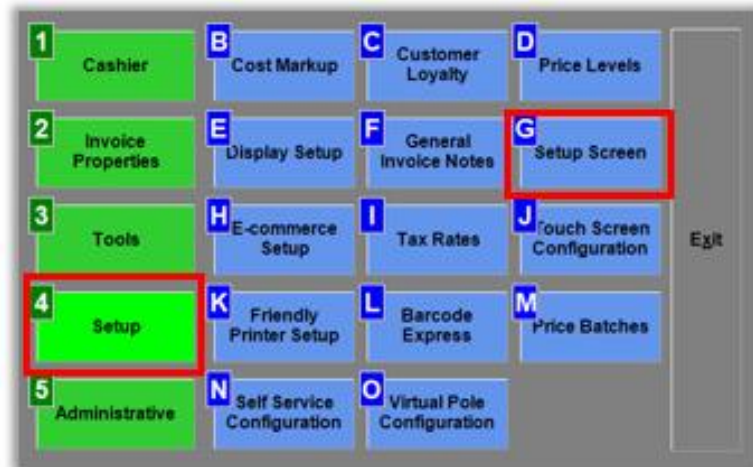 1
Cashier
B
Cost Markup
C
Customer
Loyalty
D
Price Levels
2
Invoice
Properties
E
Display Setup
F
General
Invoice Notes
G
Setup Screen
3
Tools
H
E-commerce
Setup
I
Tax Rates
J
Touch Screen
Configuration
Exit
4
Setup
K
Friendly
Printer Setup
L
Barcode
Express
M
Price Batches
5
Administrative
N
Self Service
Configuration
O
Virtual Pole
Configuration